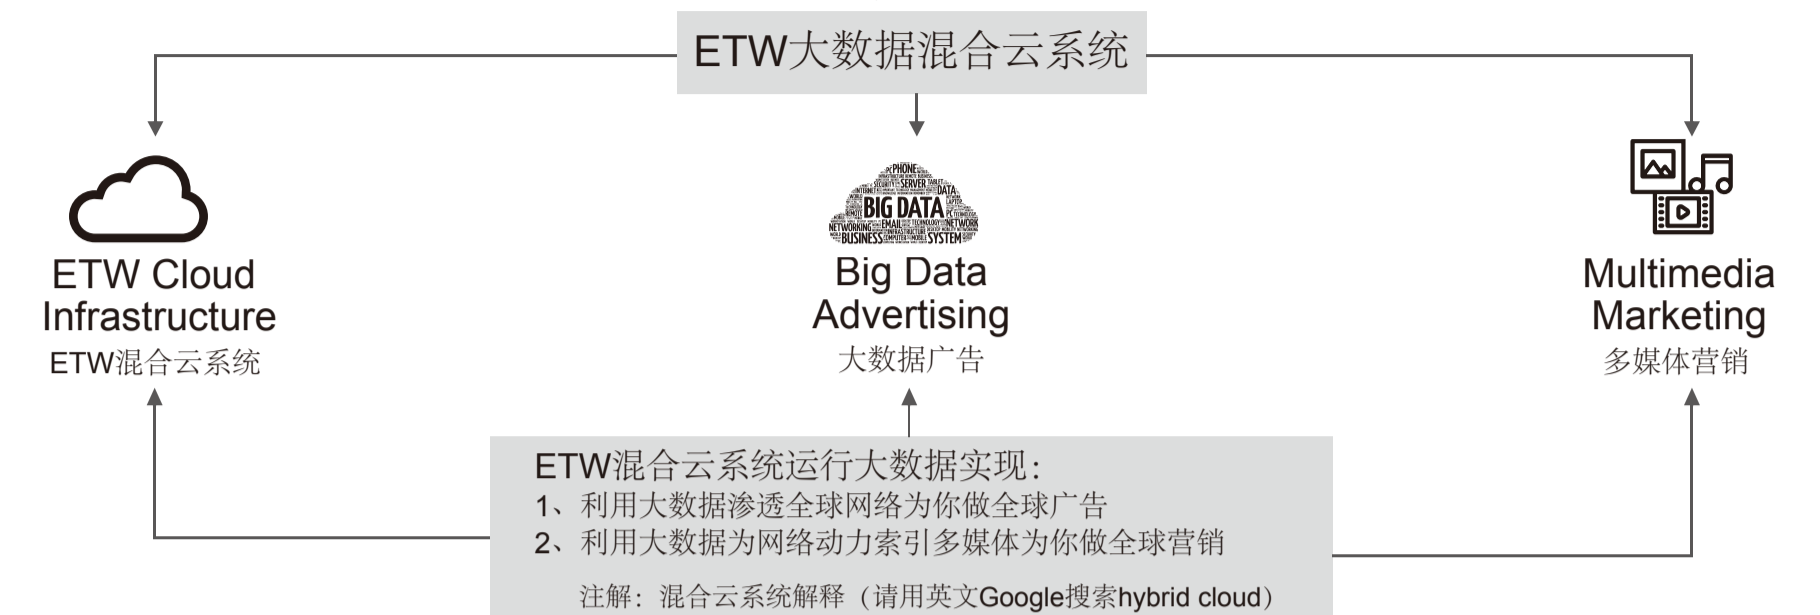 ETW大数据混合云系统
PHONE
SECURITY SERVER TABLET
INTERNET DATA
REMOTE BIG DATA
EMAIL TECHNOLOGY NETWORK
NETWORKING INFRASTRUCTURE
BUSINESS COMPUTER MOBILE SYSTEM
ETW Cloud
Infrastructure
ETW混合云系统
Big Data
Advertising
大数据广告
Multimedia
Marketing
多媒体营销
ETW混合云系统运行大数据实现：
1、利用大数据渗透全球网络为你做全球广告
2、利用大数据为网络动力索引多媒体为你做全球营销
注解：混合云系统解释（请用英文Google搜索hybrid cloud）